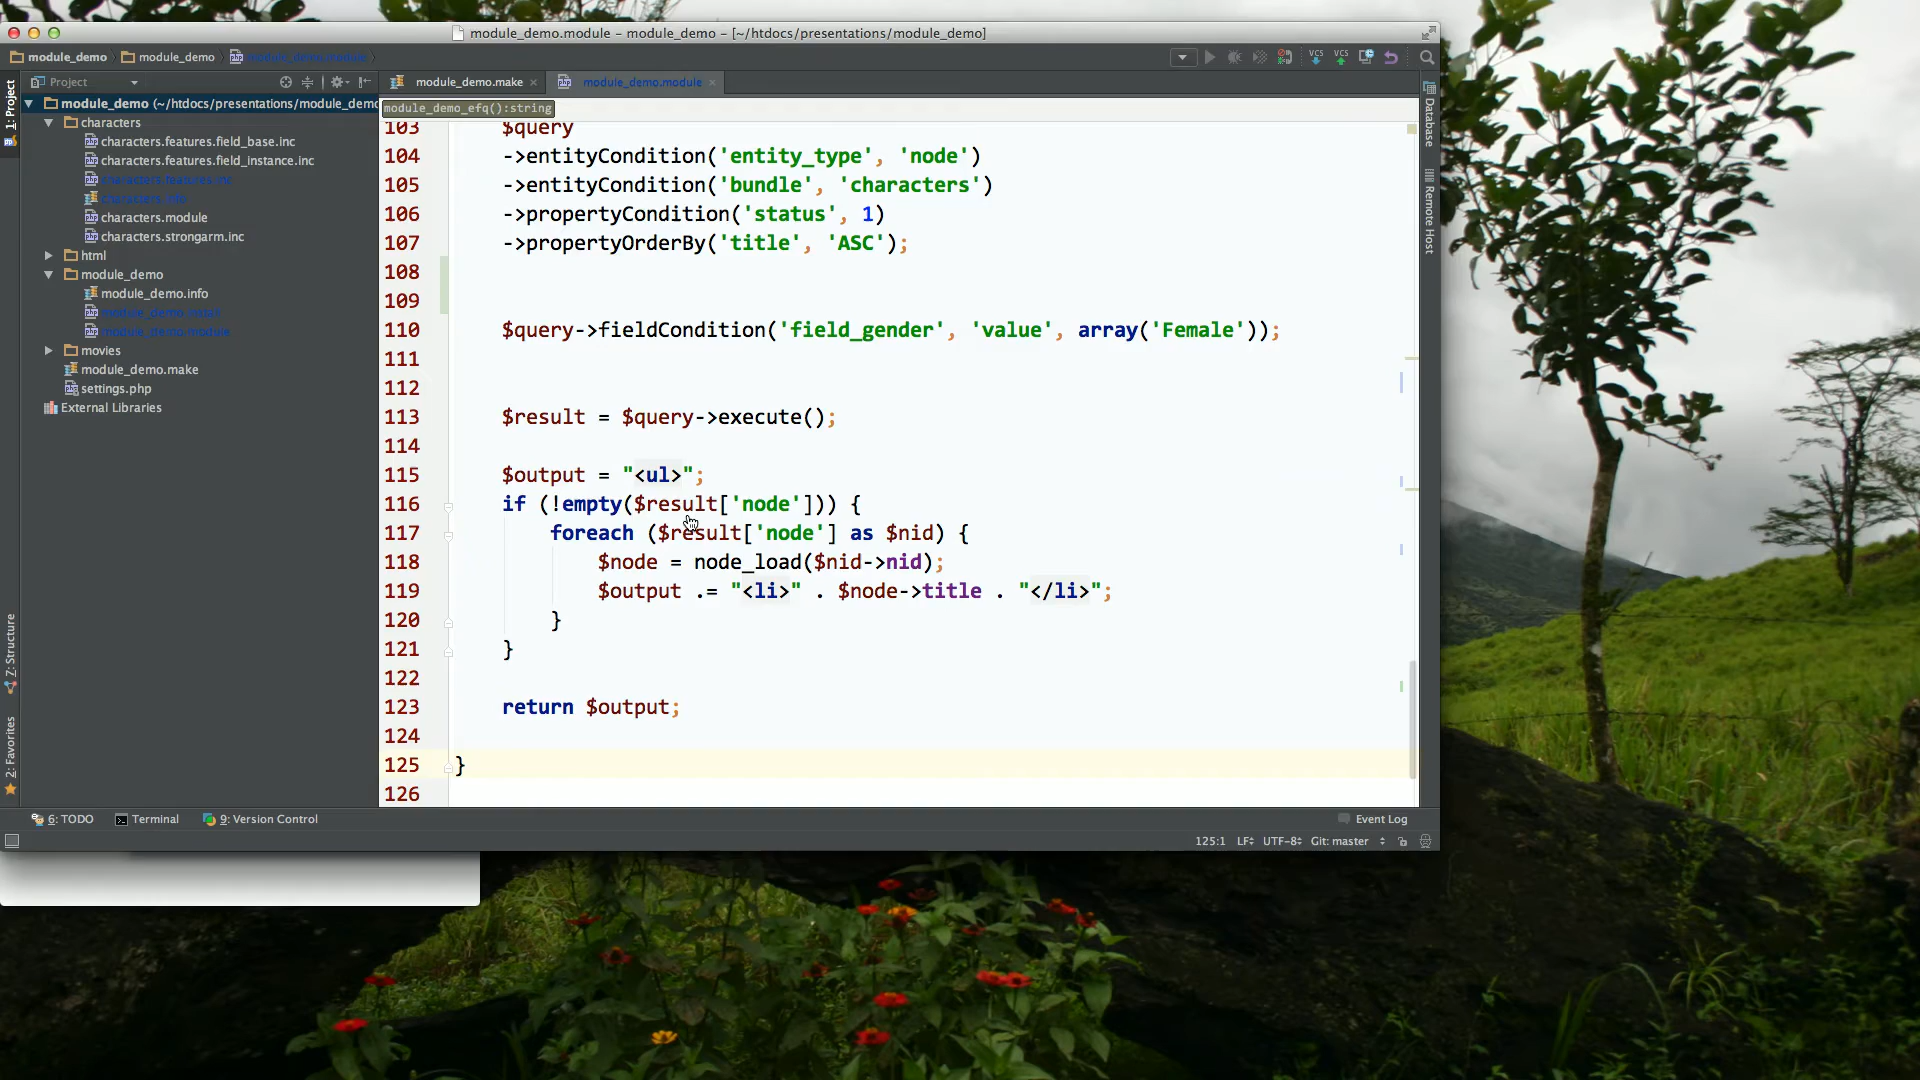 module_demo.module – module_demo – [~/htdocs/presentations/module_demo]
module_demo
module_demo
module_demo.module
Project
module_demo.make
module_demo.module
1: Project
7: Structure
2: Favorites
Database
Remote Host
module_demo (~/htdocs/presentations/module_demo
characters
characters.features.field_base.inc
characters.features.field_instance.inc
characters.features.inc
characters.info
characters.module
characters.strongarm.inc
html
module_demo
module_demo.info
module_demo.install
module_demo.module
movies
module_demo.make
settings.php
External Libraries
module_demo_efq():string
103 $query
104 ->entityCondition('entity_type', 'node')
105 ->entityCondition('bundle', 'characters')
106 ->propertyCondition('status', 1)
107 ->propertyOrderBy('title', 'ASC');
108
109
110 $query->fieldCondition('field_gender', 'value', array('Female'));
111
112
113 $result = $query->execute();
114
115 $output = "<ul>";
116 if (!empty($result['node'])) {
117 foreach ($result['node'] as $nid) {
118 $node = node_load($nid->nid);
119 $output .= "<li>" . $node->title . "</li>";
120 }
121 }
122
123 return $output;
124
125 }
126
6: TODO
Terminal
9: Version Control
Event Log
125:1 LF UTF-8 Git: master
VCS
VCS